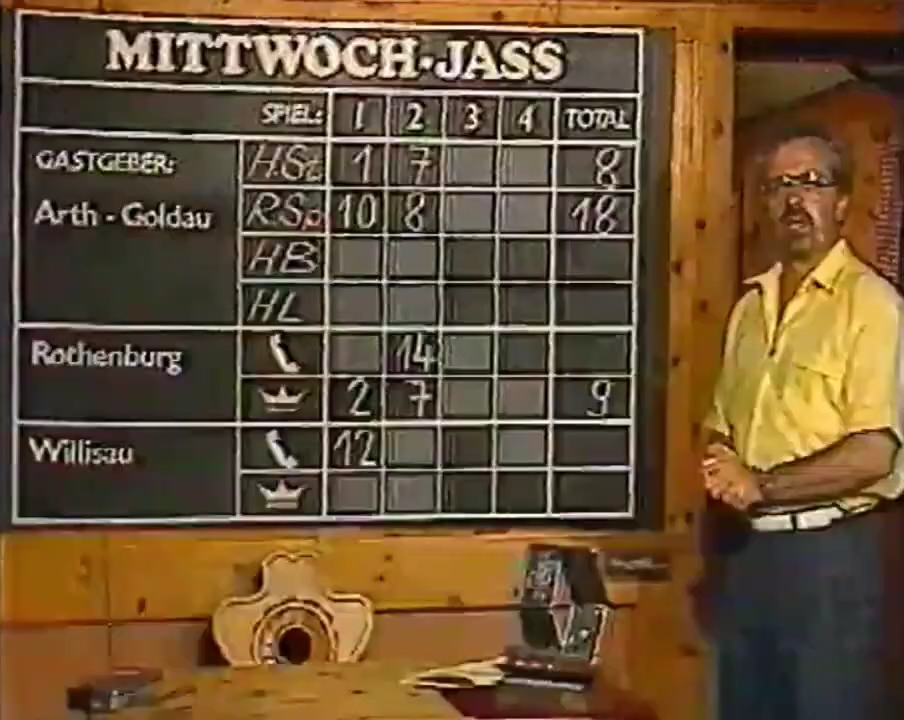 MITTWOCH-JASS
SPIEL: 1 2 3 4 TOTAL
GASTGEBER: H.Sz 1 7 8
Arth - Goldau RSp 10 8 18
HB
HL
Rothenburg 14
2 7 9
Willisau 12